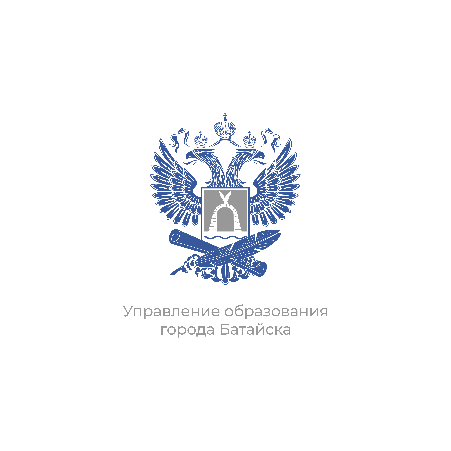 Управление образования
города Батайска